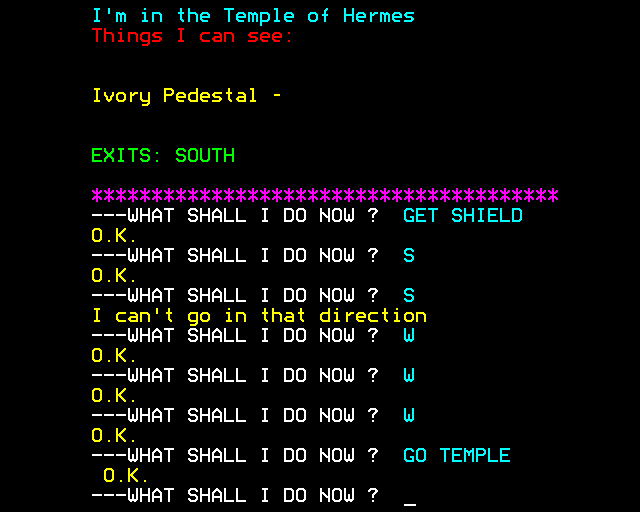 I'm in the Temple of Hermes
Things I can see:
Ivory Pedestal -
EXITS: SOUTH
***************************************
---WHAT SHALL I DO NOW ?  GET SHIELD
O.K.
---WHAT SHALL I DO NOW ?  S
O.K.
---WHAT SHALL I DO NOW ?  S
I can't go in that direction
---WHAT SHALL I DO NOW ?  W
O.K.
---WHAT SHALL I DO NOW ?  W
O.K.
---WHAT SHALL I DO NOW ?  W
O.K.
---WHAT SHALL I DO NOW ?  GO TEMPLE
O.K.
---WHAT SHALL I DO NOW ?  _